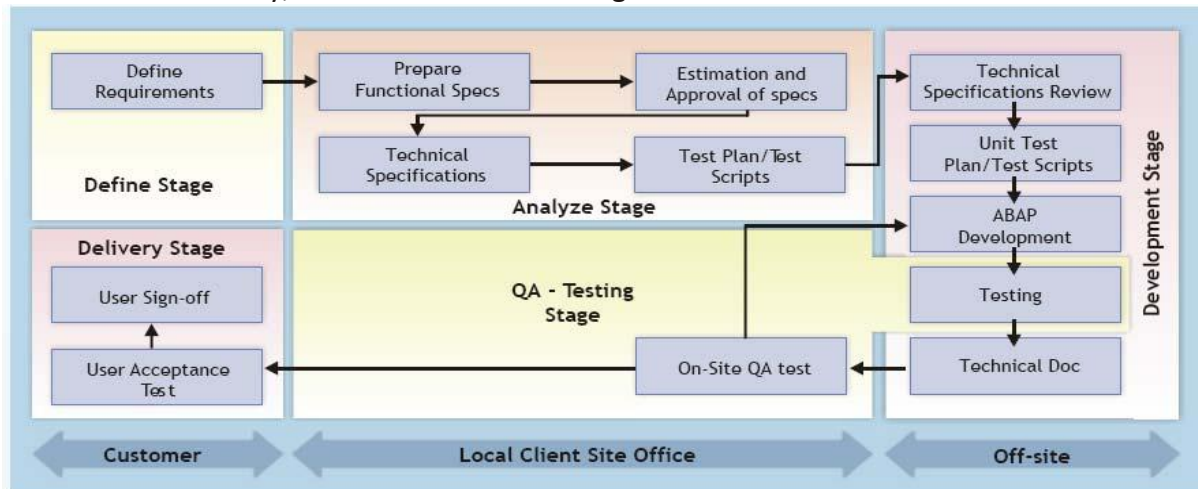 Define
Requirements
Define Stage
Prepare
Functional Specs
Estimation and
Approval of specs
Technical
Specifications
Test Plan/Test
Scripts
Analyze Stage
Technical
Specifications Review
Unit Test
Plan/Test Scripts
ABAP
Development
Testing
Technical Doc
Development Stage
Delivery Stage
User Sign-off
User Acceptance
Test
QA - Testing
Stage
On-Site QA test
Customer
Local Client Site Office
Off-site